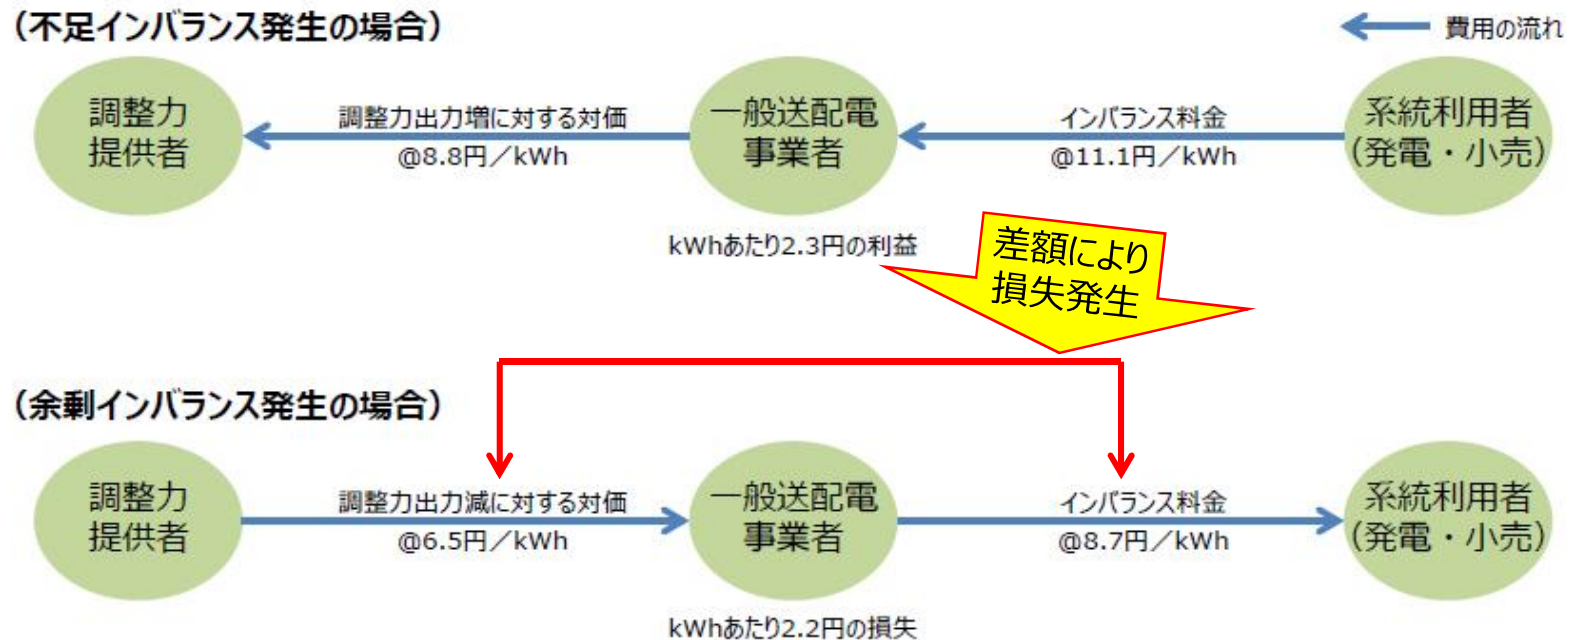 （不足インバランス発生の場合）
費用の流れ
調整力
提供者
調整力出力増に対する対価
@8.8円／kWh
一般送配電
事業者
インバランス料金
@11.1円／kWh
系統利用者
（発電・小売）
kWhあたり2.3円の利益
差額により
損失発生
（余剰インバランス発生の場合）
調整力
提供者
調整力出力減に対する対価
@6.5円／kWh
一般送配電
事業者
インバランス料金
@8.7円／kWh
系統利用者
（発電・小売）
kWhあたり2.2円の損失